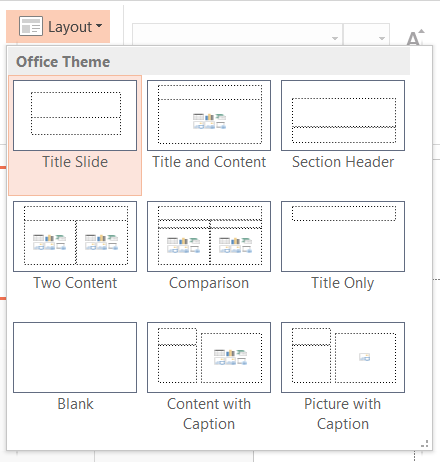 Layout
A
Office Theme
Title Slide
Title and Content
Section Header
Two Content
Comparison
Title Only
Blank
Content with
Caption
Picture with
Caption